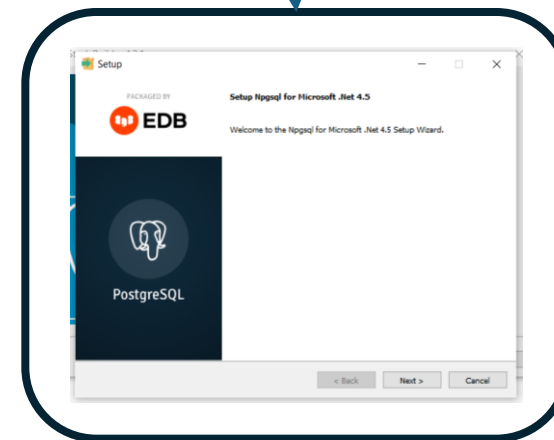 Setup
PACKAGED BY
EDB
Setup Npgsql for Microsoft .Net 4.5
Welcome to the Npgsql for Microsoft .Net 4.5 Setup Wizard.
PostgreSQL
< Back
Next >
Cancel